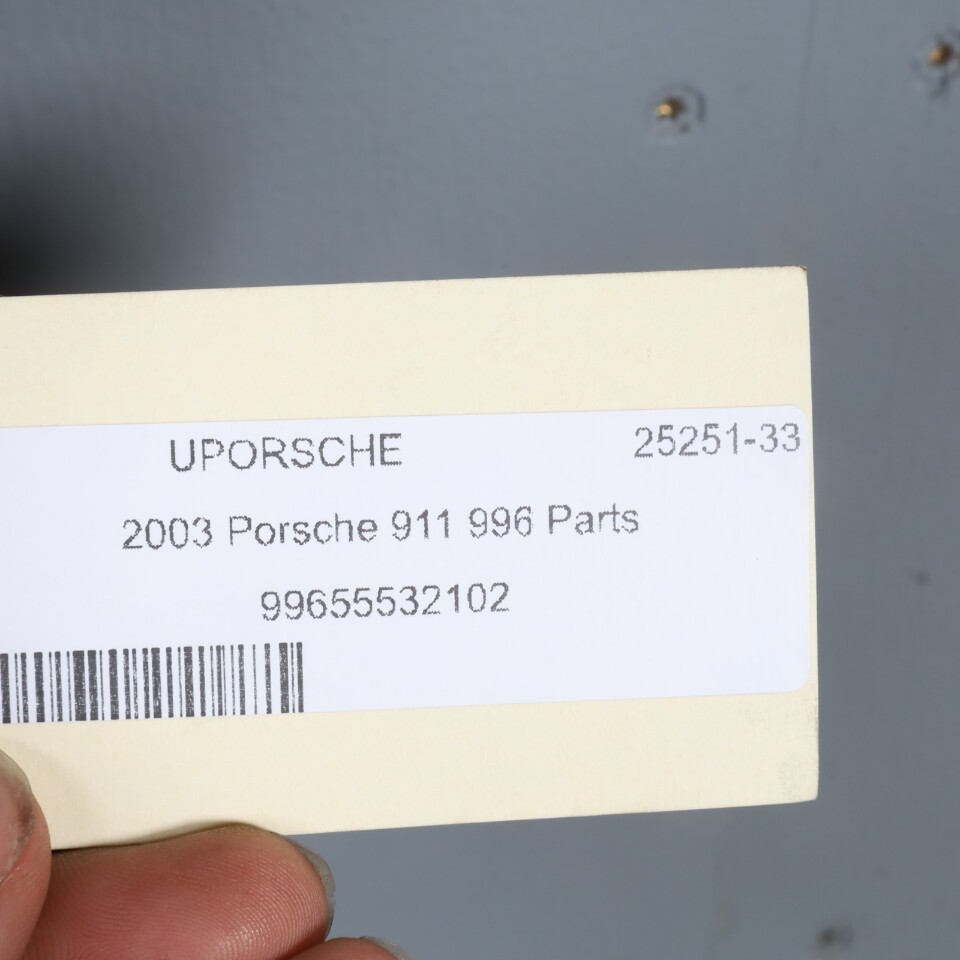 UPORSCHE 25251-33
2003 Porsche 911 996 Parts
99655532102